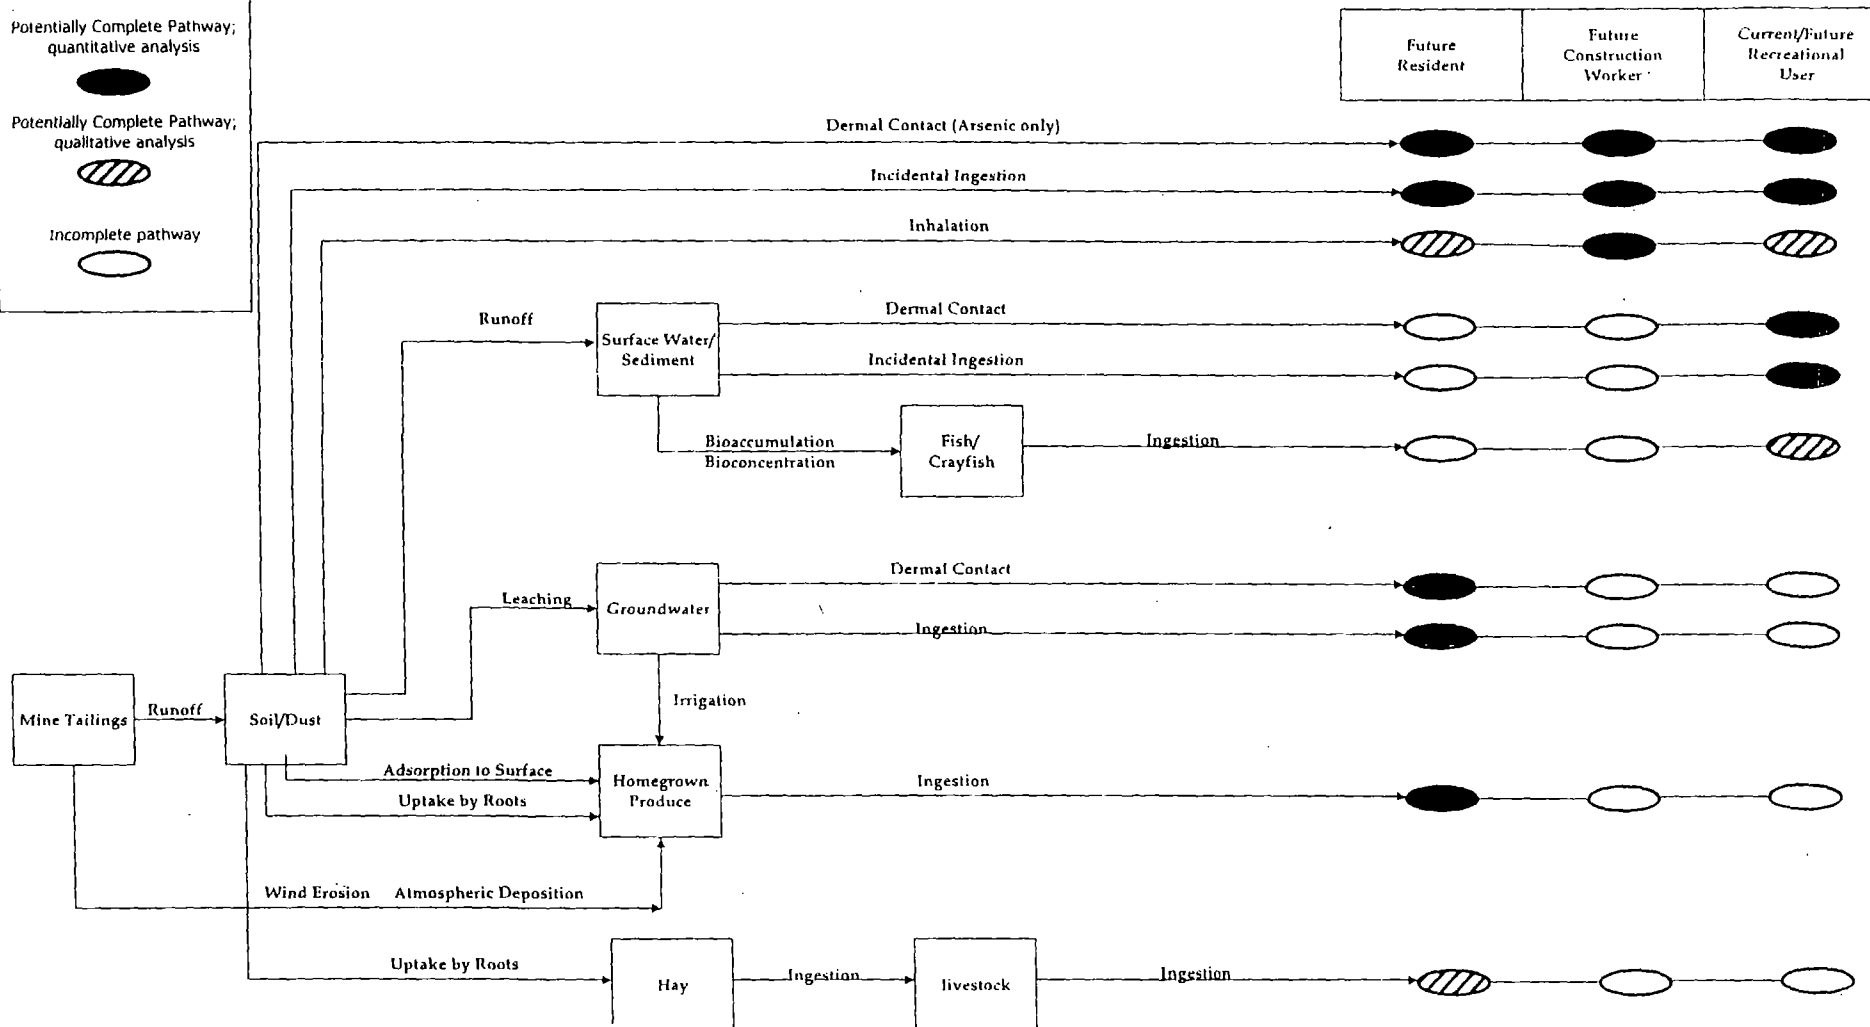 Potentially Complete Pathway;
quantitative analysis
Potentially Complete Pathway;
qualitative analysis
Incomplete pathway
Future
Resident
Future
Construction
Worker
Current/Future
Recreational
User
Dermal Contact (Arsenic only)
Incidental Ingestion
Inhalation
Runoff
Surface Water/
Sediment
Dermal Contact
Incidental Ingestion
Bioaccumulation
Bioconcentration
Fish/
Crayfish
Ingestion
Leaching
Groundwater
Dermal Contact
Ingestion
Irrigation
Mine Tailings
Runoff
Soil/Dust
Adsorption to Surface
Uptake by Roots
Homegrown
Produce
Ingestion
Wind Erosion
Atmospheric Deposition
Uptake by Roots
Hay
Ingestion
livestock
Ingestion